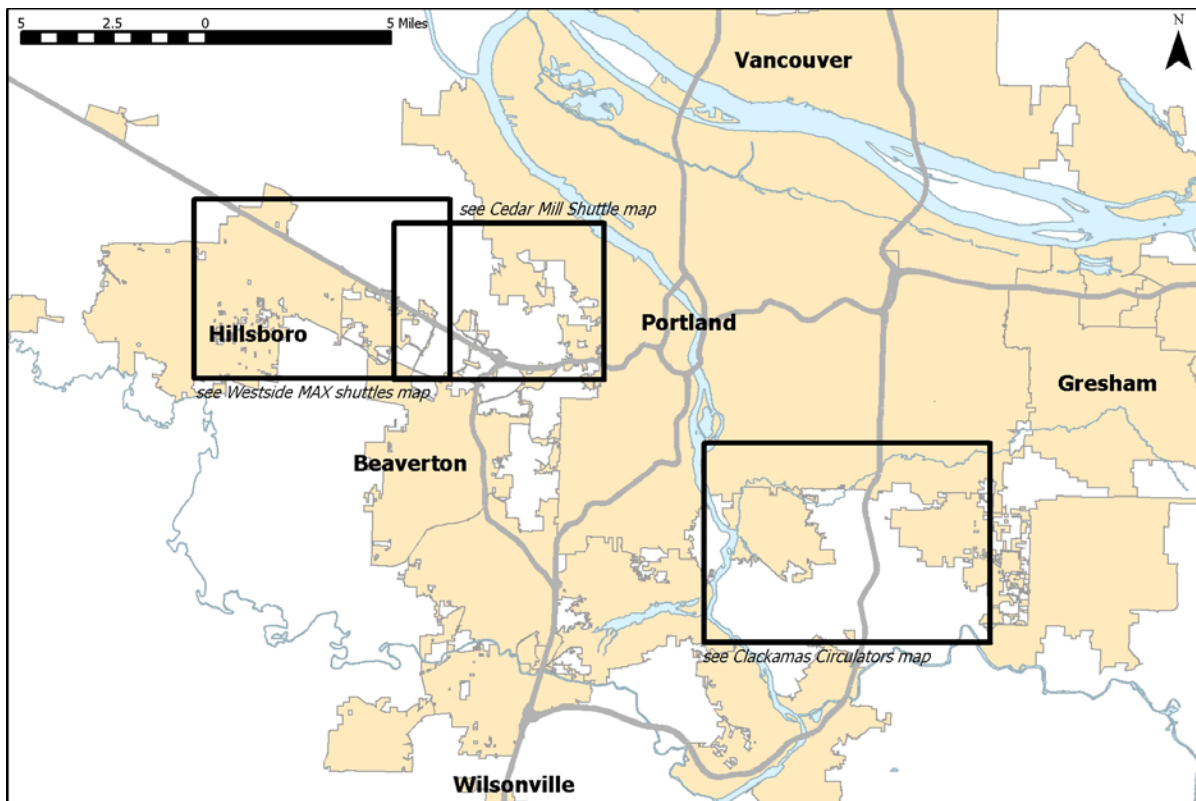 5 2.5 0 5 Miles
N
Vancouver
see Cedar Mill Shuttle map
Hillsboro
Portland
see Westside MAX shuttles map
Gresham
Beaverton
see Clackamas Circulators map
Wilsonville